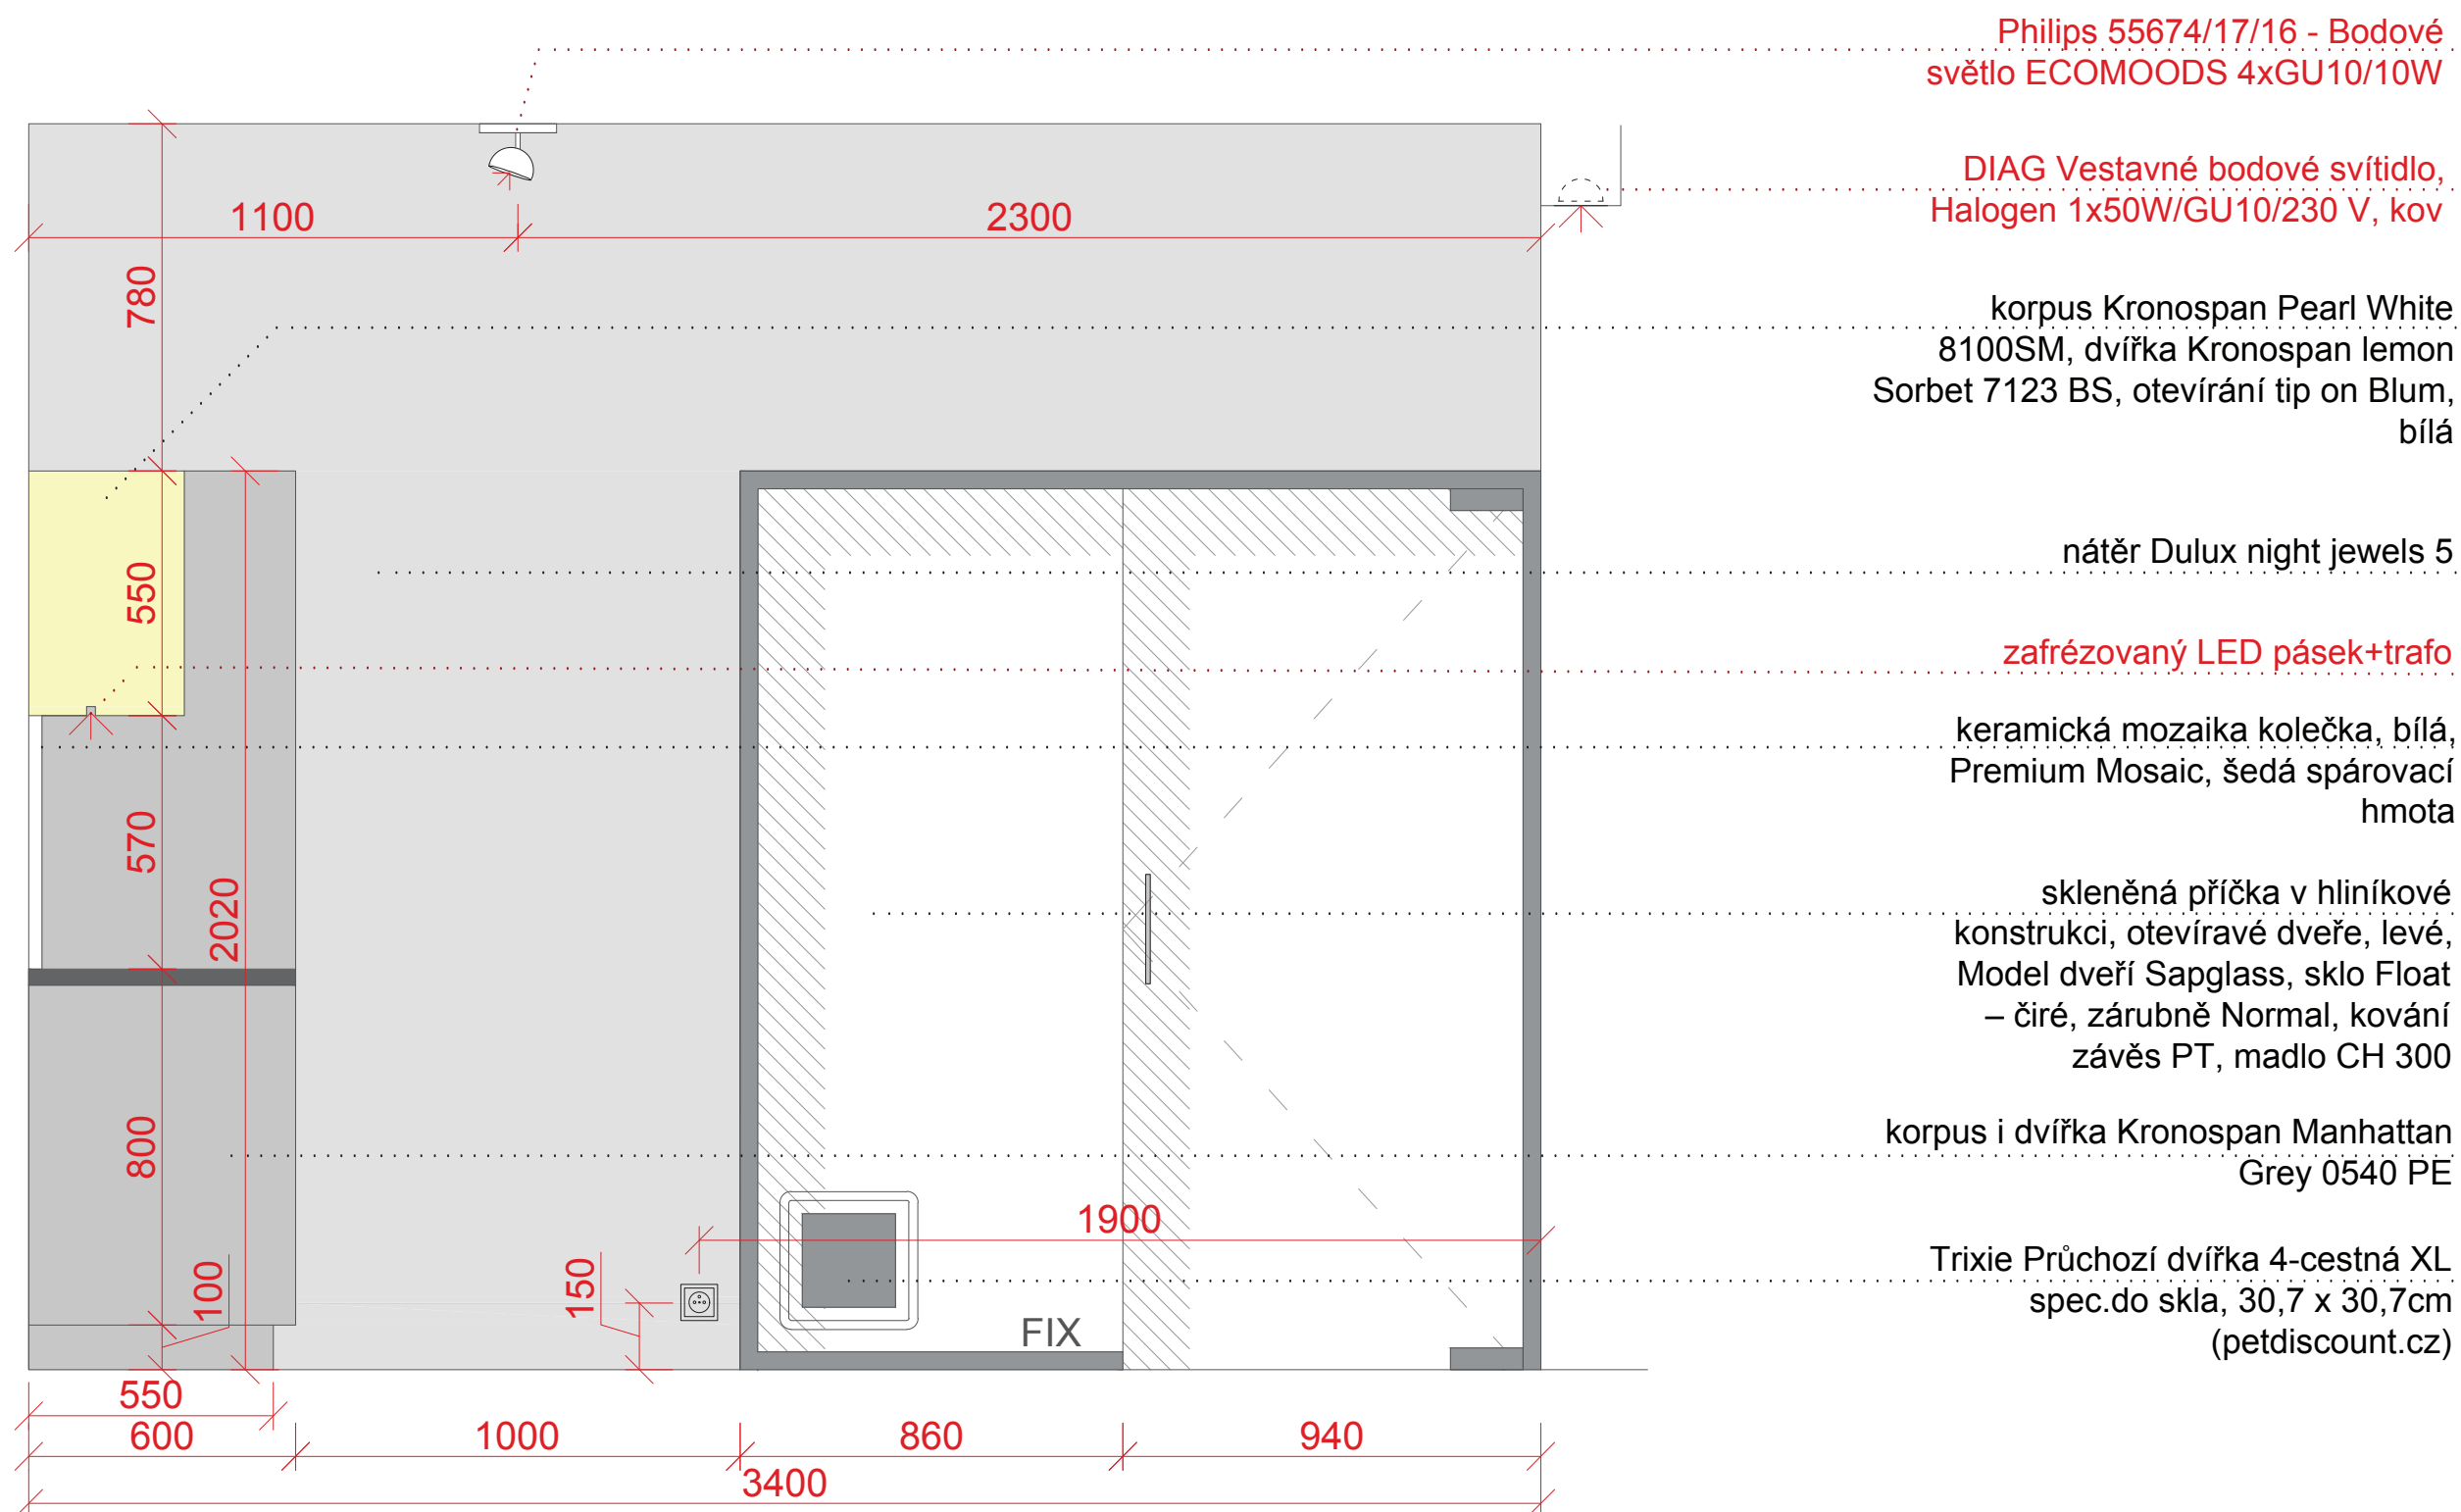 Philips 55674/17/16 - Bodové
světlo ECOMOODS 4xGU10/10W
DIAG Vestavné bodové svítidlo,
Halogen 1x50W/GU10/230 V, kov
1100
2300
780
korpus Kronospan Pearl White
8100SM, dvířka Kronospan lemon
Sorbet 7123 BS, otevírání tip on Blum,
bílá
nátěr Dulux night jewels 5
550
zafrézovaný LED pásek+trafo
keramická mozaika kolečka, bílá,
Premium Mosaic, šedá spárovací
hmota
570
2020
skleněná příčka v hliníkové
konstrukci, otevíravé dveře, levé,
Model dveří Sapglass, sklo Float
– čiré, zárubně Normal, kování
závěs PT, madlo CH 300
800
korpus i dvířka Kronospan Manhattan
Grey 0540 PE
1900
100
150
Trixie Průchozí dvířka 4-cestná XL
spec.do skla, 30,7 x 30,7cm
(petdiscount.cz)
FIX
550
600
1000
860
940
3400